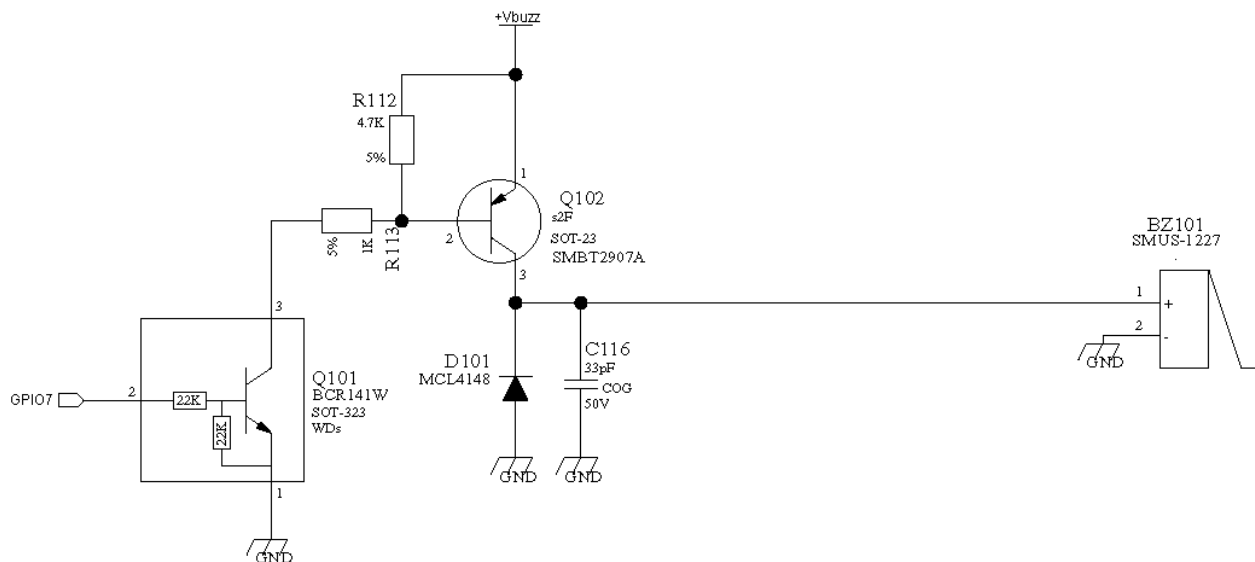 +Vbuzz
R112
4.7K
5%
1
Q102
s2F
SOT-23
SMBT2907A
2
3
5%
1K
R113
BZ101
SMUS-1227
1
+
2
-
GND
3
Q101
BCR141W
SOT-323
WDs
GPIO7
2
22K
22K
1
GND
D101
MCL4148
GND
C116
33pF
COG
50V
GND